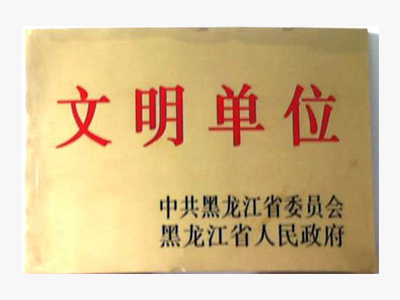 文明单位
中共黑龙江省委员会
黑龙江省人民政府